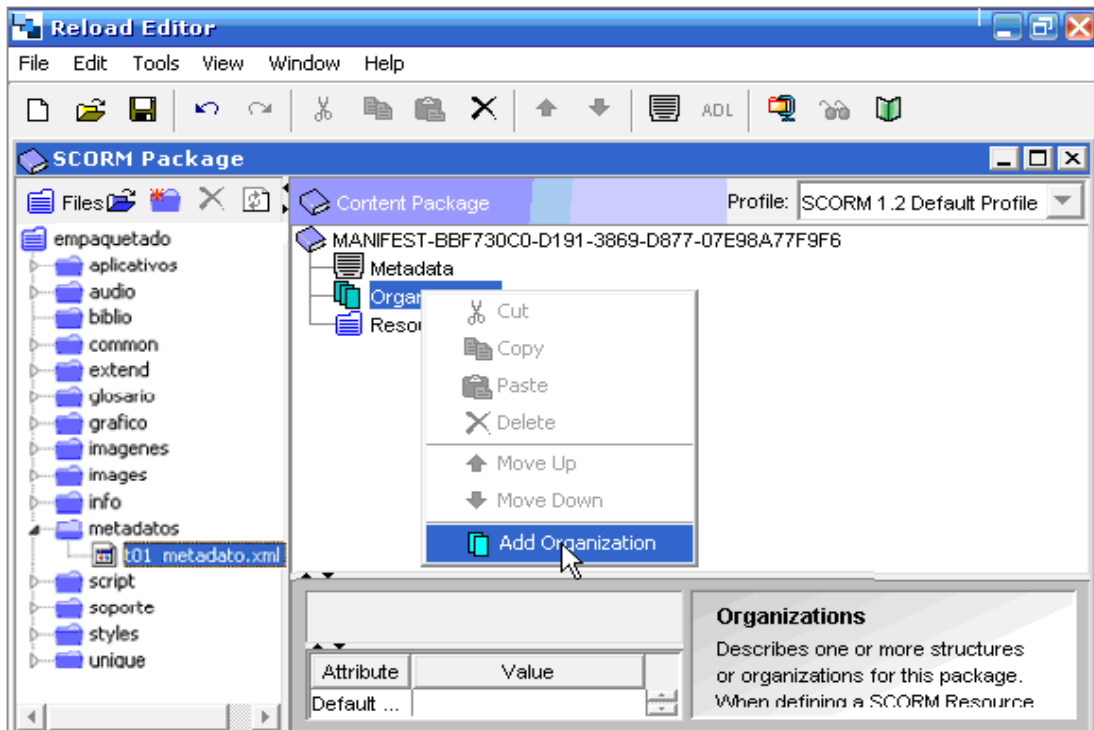 Reload Editor
File Edit Tools View Window Help
ADL
SCORM Package
Files
Content Package
Profile: SCORM 1.2 Default Profile
empaquetado
aplicativos
audio
biblio
common
extend
glosario
grafico
imagenes
images
info
metadatos
t01_metadato.xml
script
soporte
styles
unique
MANIFEST-BBF730C0-D191-3869-D877-07E98A77F9F6
Metadata
Organ
Resou
Cut
Copy
Paste
Delete
Move Up
Move Down
Add Organization
Attribute Value
Default ...
Organizations
Describes one or more structures
or organizations for this package.
When defining a SCORM Resource